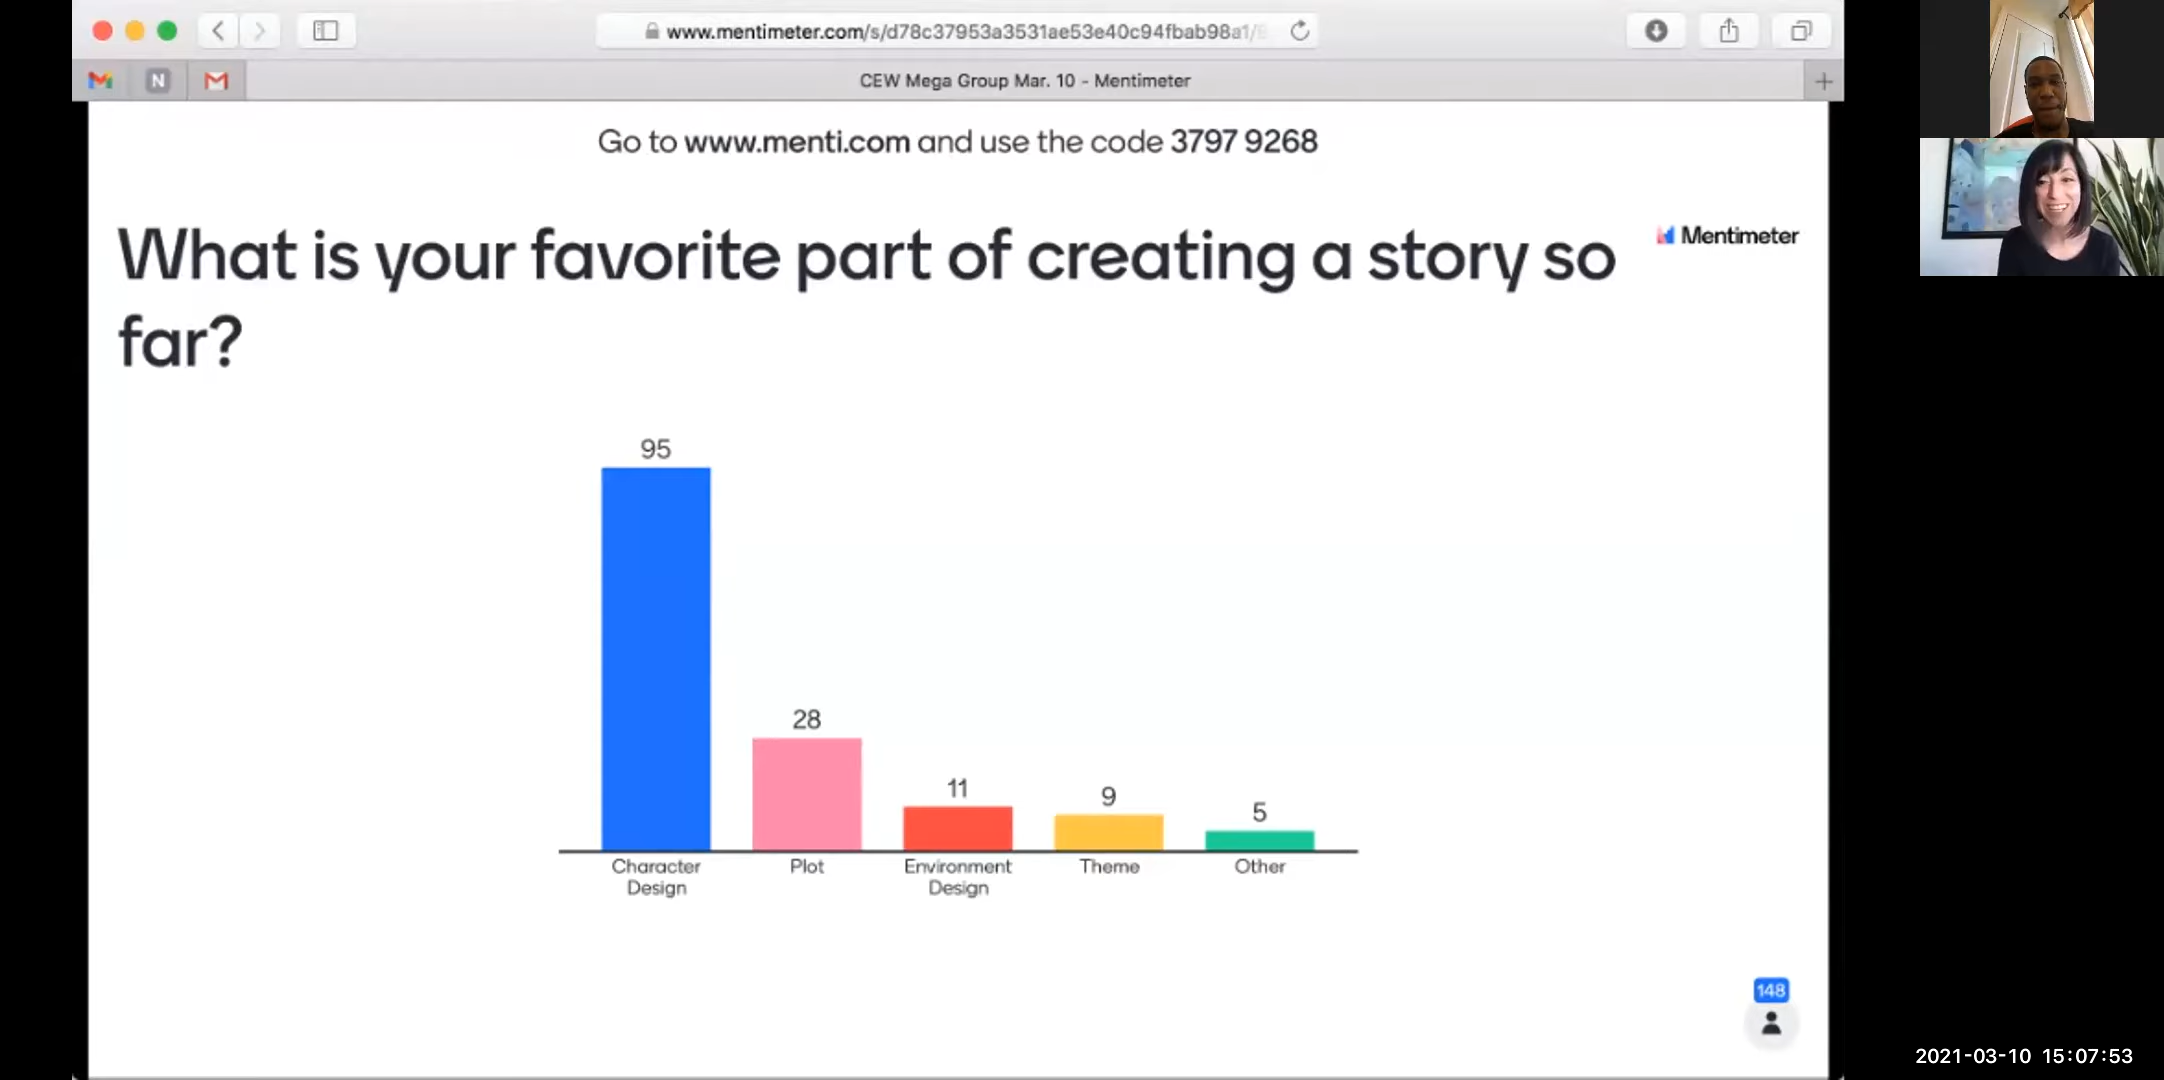 www.mentimeter.com/s/d78c37953a3531ae53e40c94fbab98a1/
N
CEW Mega Group Mar. 10 - Mentimeter
Go to www.menti.com and use the code 3797 9268
What is your favorite part of creating a story so
far?
Mentimeter
95
28
11
9
5
Character
Design
Plot
Environment
Design
Theme
Other
148
2021-03-10 15:07:53